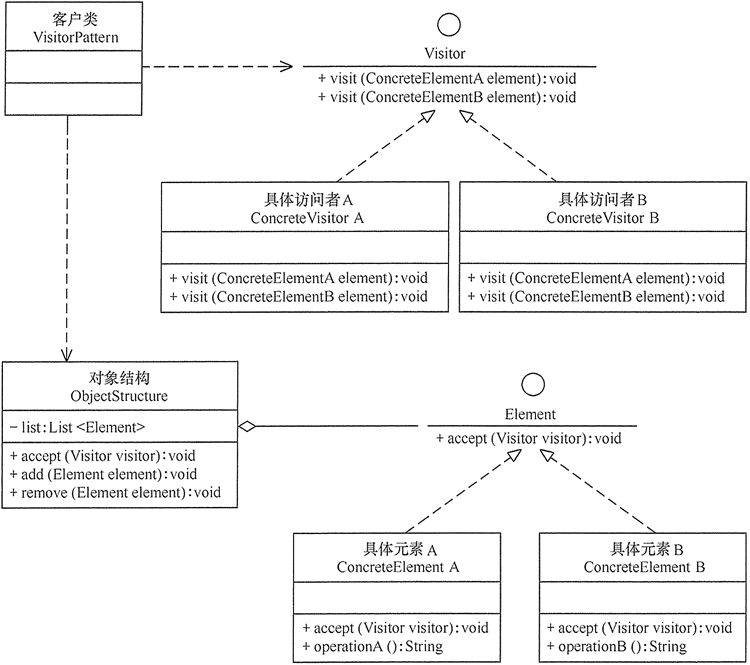 客户类
VisitorPattern
Visitor
+ visit (ConcreteElementA element): void
+ visit (ConcreteElementB element): void
具体访问者A
ConcreteVisitor A
+ visit (ConcreteElementA element): void
+ visit (ConcreteElementB element): void
具体访问者B
ConcreteVisitor B
+ visit (ConcreteElementA element): void
+ visit (ConcreteElementB element): void
对象结构
ObjectStructure
- list: List <Element>
+ accept (Visitor visitor): void
+ add (Element element): void
+ remove (Element element): void
Element
+ accept (Visitor visitor): void
具体元素A
ConcreteElement A
+ accept (Visitor visitor): void
+ operationA (): String
具体元素B
ConcreteElement B
+ accept (Visitor visitor): void
+ operationB (): String